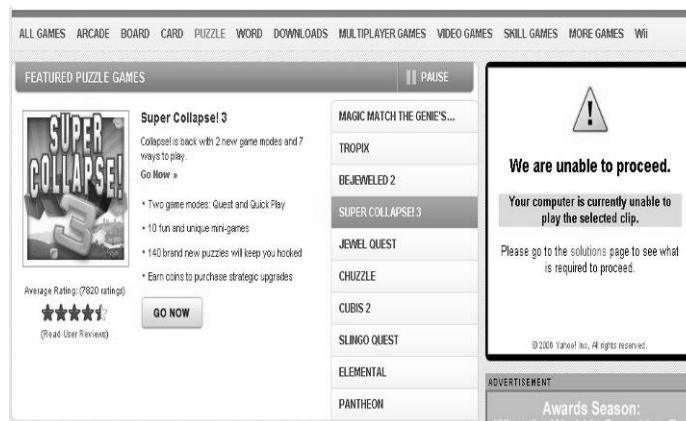 ALL GAMES ARCADE BOARD CARD PUZZLE WORD DOWNLOADS MULTIPLAYER GAMES VIDEO GAMES SKILL GAMES MORE GAMES Wii
FEATURED PUZZLE GAMES
PAUSE
SUPER
COLLAPSE!
3
Super Collapse! 3
Collapse! is back with 2 new game modes and 7
ways to play.
Go Now »
• Two game modes: Quest and Quick Play
• 10 fun and unique mini-games
• 140 brand new puzzles will keep you hooked
• Earn coins to purchase strategic upgrades
Average Rating: (7820 ratings)
(Read User Reviews)
GO NOW
MAGIC MATCH THE GENIE'S...
TROPIX
BEJEWELED 2
SUPER COLLAPSE! 3
JEWEL QUEST
CHUZZLE
CUBIS 2
SLINGO QUEST
ELEMENTAL
PANTHEON
We are unable to proceed.
Your computer is currently unable to
play the selected clip.
Please go to the solutions page to see what
is required to proceed.
© 2006 Yahoo! Inc, All rights reserved.
ADVERTISEMENT
Awards Season: